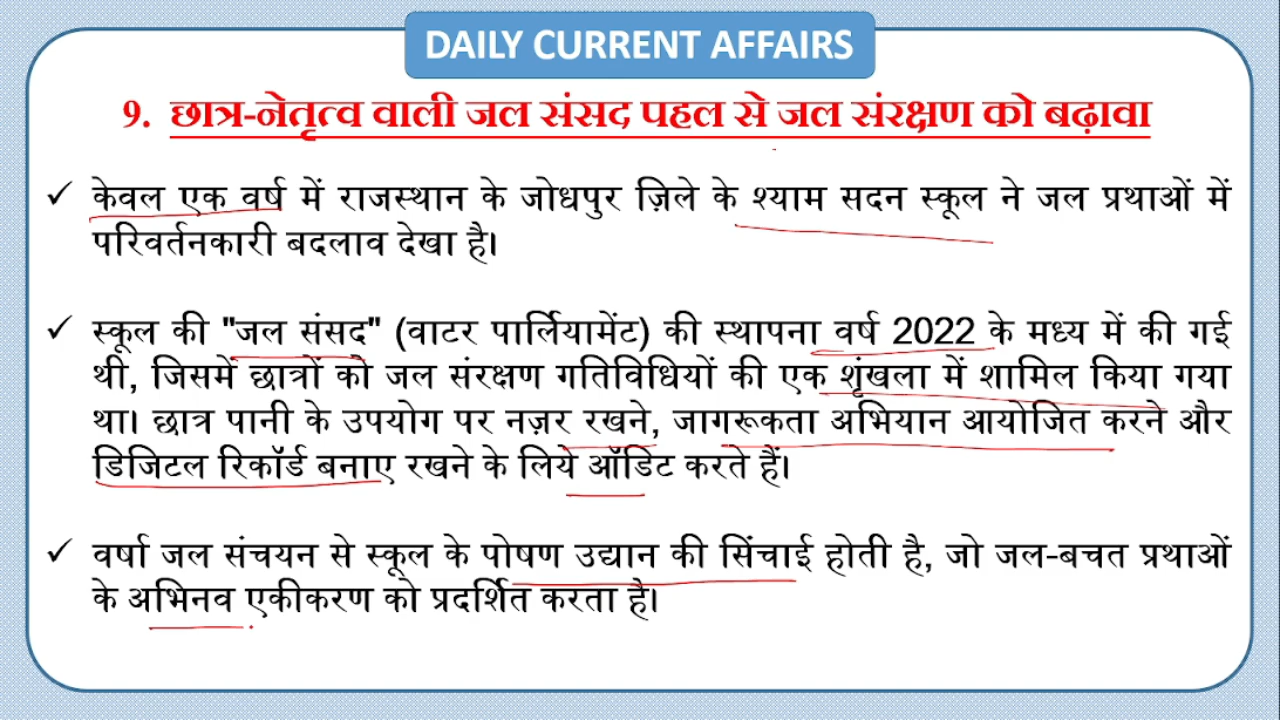 DAILY CURRENT AFFAIRS
9. छात्र-नेतृत्व वाली जल संसद पहल से जल संरक्षण को बढ़ावा
✓ केवल एक वर्ष में राजस्थान के जोधपुर ज़िले के श्याम सदन स्कूल ने जल प्रथाओं में
परिवर्तनकारी बदलाव देखा है।
✓ स्कूल की "जल संसद" (वाटर पार्लियामेंट) की स्थापना वर्ष 2022 के मध्य में की गई
थी, जिसमें छात्रों को जल संरक्षण गतिविधियों की एक शृंखला में शामिल किया गया
था। छात्र पानी के उपयोग पर नज़र रखने, जागरूकता अभियान आयोजित करने और
डिजिटल रिकॉर्ड बनाए रखने के लिये ऑडिट करते हैं।
✓ वर्षा जल संचयन से स्कूल के पोषण उद्यान की सिंचाई होती है, जो जल-बचत प्रथाओं
के अभिनव एकीकरण को प्रदर्शित करता है।